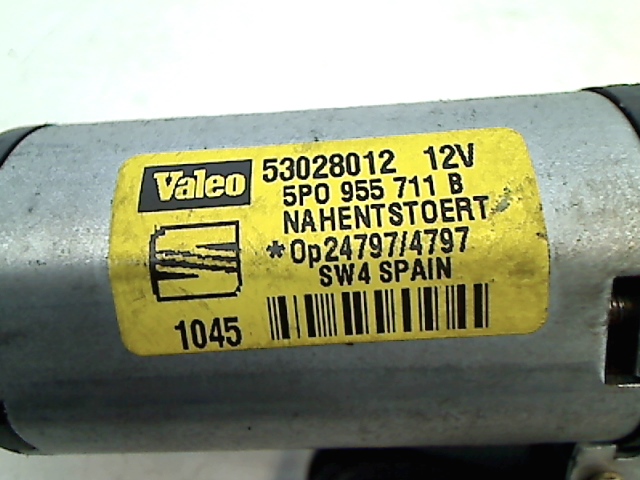 Valeo 53028012 12V
5P0 955 711 B
NAHENTSTOERT
*Op24797/4797
SW4 SPAIN
1045